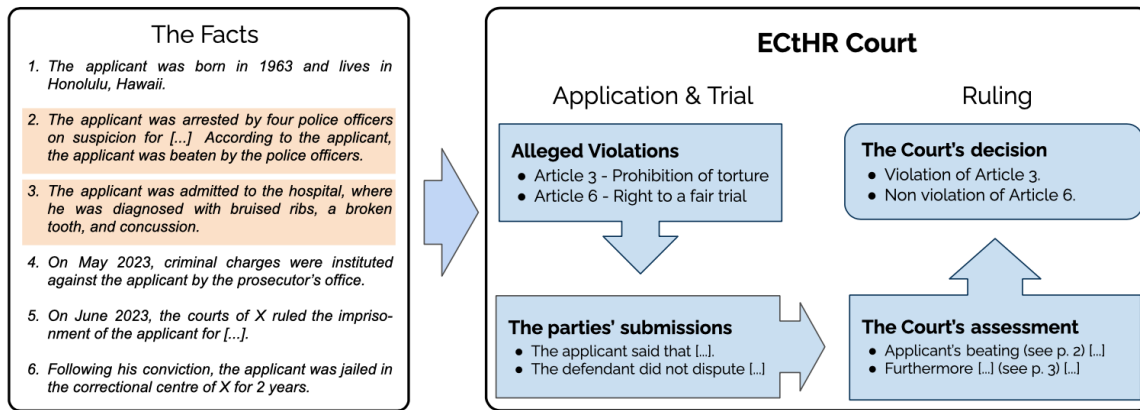 The Facts
1. The applicant was born in 1963 and lives in
Honolulu, Hawaii.
2. The applicant was arrested by four police officers
on suspicion for [...] According to the applicant,
the applicant was beaten by the police officers.
3. The applicant was admitted to the hospital, where
he was diagnosed with bruised ribs, a broken
tooth, and concussion.
4. On May 2023, criminal charges were instituted
against the applicant by the prosecutor's office.
5. On June 2023, the courts of X ruled the impriso-
nment of the applicant for [...].
6. Following his conviction, the applicant was jailed in
the correctional centre of X for 2 years.
ECtHR Court
Application & Trial
Alleged Violations
● Article 3 - Prohibition of torture
● Article 6 - Right to a fair trial
The parties' submissions
● The applicant said that [...].
● The defendant did not dispute [...]
Ruling
The Court's decision
● Violation of Article 3.
● Non violation of Article 6.
The Court's assessment
● Applicant's beating (see p. 2) [...]
● Furthermore [...] (see p. 3) [...]